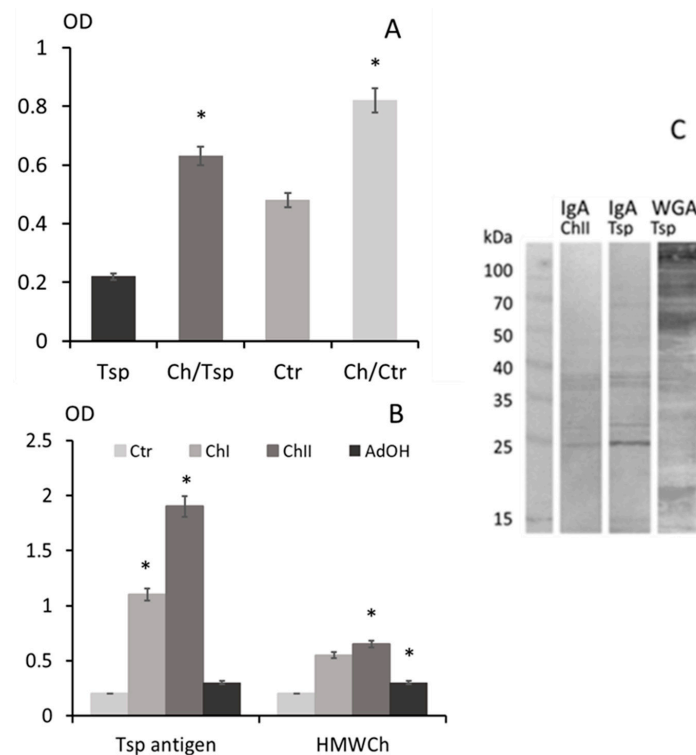 OD
A
1
*
*
0.8
0.6
0.4
0.2
0
Tsp Ch/Tsp Ctr Ch/Ctr
OD
B
2.5
Ctr ChI ChII AdOH
*
2
1.5
*
1
*
*
0.5
0
Tsp antigen HMWCh
C
IgA IgA WGA
kDa ChII Tsp Tsp
100
70
50
40
35
25
15